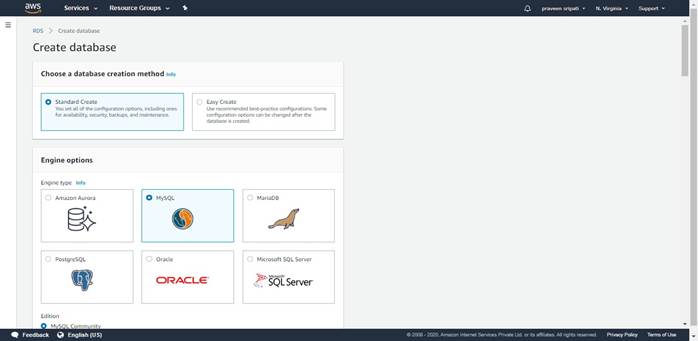 aws
Services
Resource Groups
praveen sripati
N. Virginia
Support
RDS > Create database
Create database
Choose a database creation method Info
Standard Create
You set all of the configuration options, including ones
for availability, security, backups, and maintenance.
Easy Create
Use recommended best-practice configurations. Some
configuration options can be changed after the
database is created.
Engine options
Engine type Info
Amazon Aurora
MySQL
MariaDB
PostgreSQL
Oracle
ORACLE
Microsoft SQL Server
Microsoft
SQL Server
Edition
MySQL Community
Feedback
English (US)
© 2008 - 2020, Amazon Internet Services Private Ltd. or its affiliates. All rights reserved.
Privacy Policy
Terms of Use